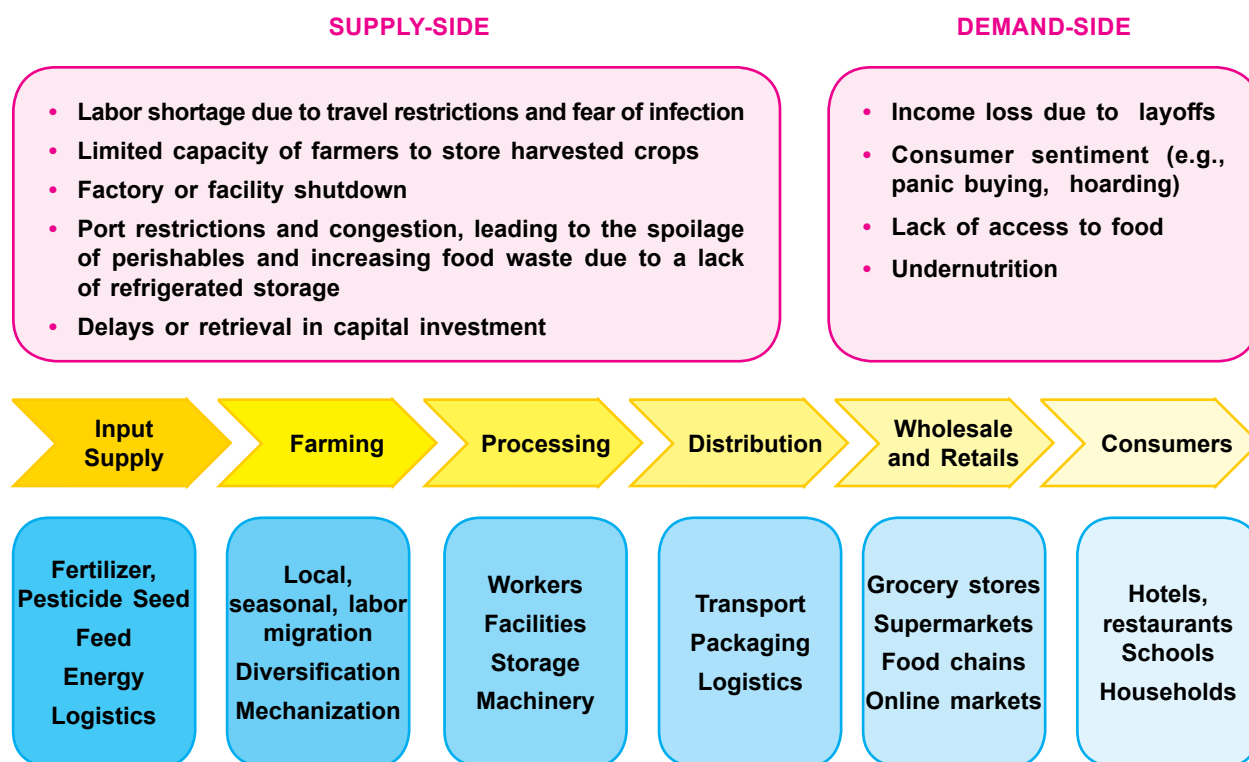 SUPPLY-SIDE
• Labor shortage due to travel restrictions and fear of infection
• Limited capacity of farmers to store harvested crops
• Factory or facility shutdown
• Port restrictions and congestion, leading to the spoilage
of perishables and increasing food waste due to a lack
of refrigerated storage
• Delays or retrieval in capital investment
DEMAND-SIDE
• Income loss due to layoffs
• Consumer sentiment (e.g.,
panic buying, hoarding)
• Lack of access to food
• Undernutrition
Input
Supply
Farming
Processing
Distribution
Wholesale
and Retails
Consumers
Fertilizer,
Pesticide Seed
Feed
Energy
Logistics
Local,
seasonal, labor
migration
Diversification
Mechanization
Workers
Facilities
Storage
Machinery
Transport
Packaging
Logistics
Grocery stores
Supermarkets
Food chains
Online markets
Hotels,
restaurants
Schools
Households